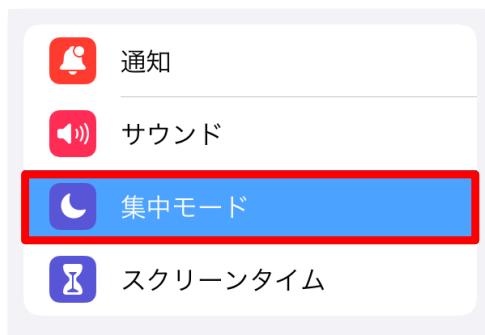 通知
サウンド
集中モード
スクリーンタイム